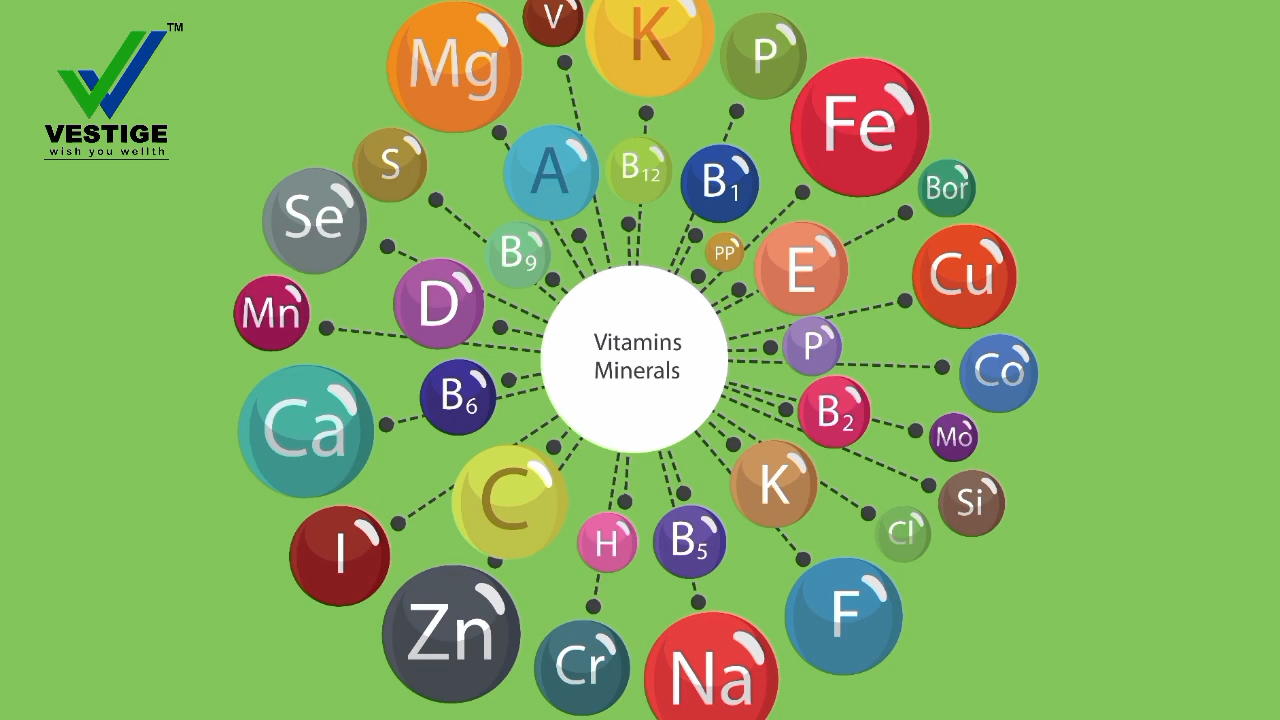 TM
VESTIGE
wish you wellth
V
K
P
Mg
Fe
S
A
B12
B1
Bor
Se
B9
PP
E
Cu
Mn
D
Vitamins
Minerals
P
Co
Ca
B6
B2
Mo
C
K
Si
I
H
B5
Cl
Zn
Cr
Na
F